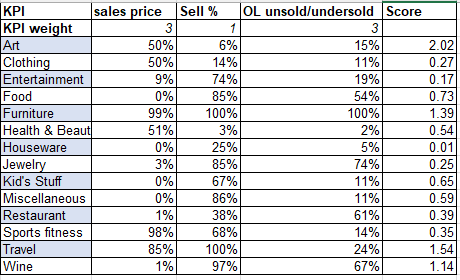 KPI sales price Sell % OL unsold/undersold Score
KPI weight 3 1 3
Art 50% 6% 15% 2.02
Clothing 50% 14% 11% 0.27
Entertainment 9% 74% 19% 0.17
Food 0% 85% 54% 0.73
Furniture 99% 100% 100% 1.39
Health & Beaut 51% 3% 2% 0.54
Houseware 0% 25% 5% 0.01
Jewelry 3% 85% 74% 0.25
Kid's Stuff 0% 67% 11% 0.65
Miscellaneous 0% 86% 11% 0.59
Restaurant 1% 38% 61% 0.39
Sports fitness 98% 68% 14% 0.35
Travel 85% 100% 24% 1.54
Wine 1% 97% 67% 1.14